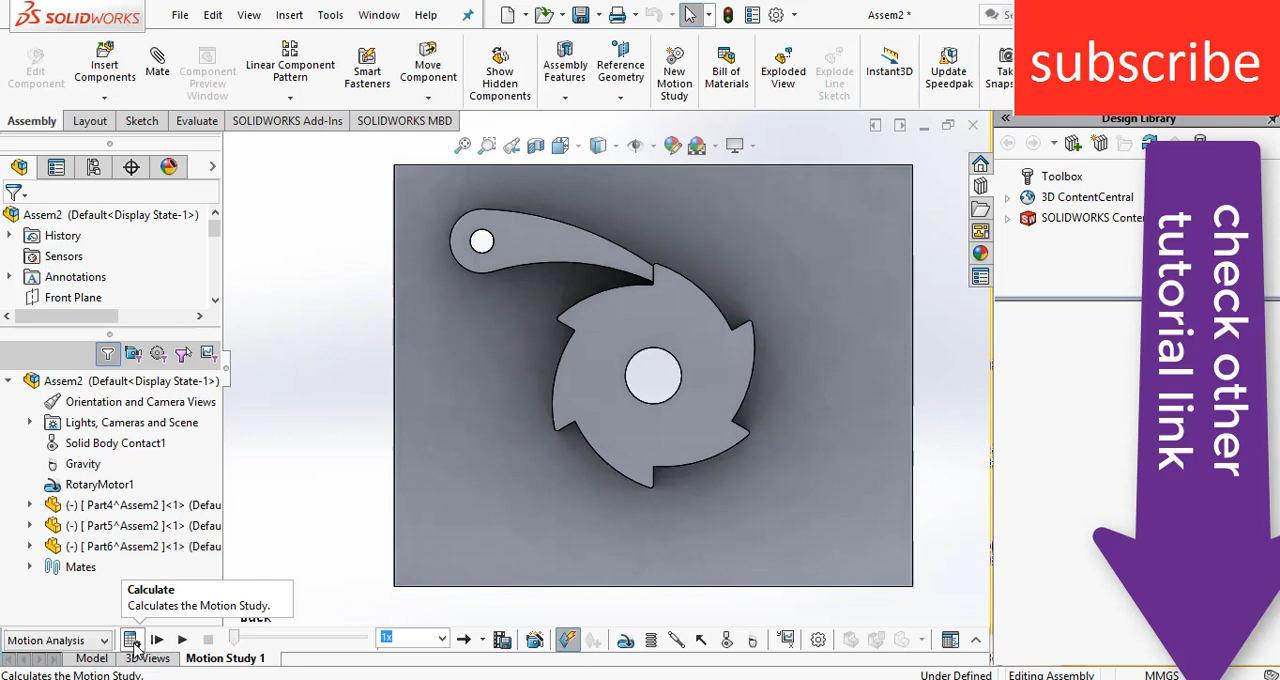 SOLIDWORKS
File Edit View Insert Tools Window Help
Assem2 *
Edit Component
Insert Components
Mate
Component Preview Window
Linear Component Pattern
Smart Fasteners
Move Component
Show Hidden Components
Assembly Features
Reference Geometry
New Motion Study
Bill of Materials
Exploded View
Explode Line Sketch
Instant3D
Update Speedpak
Take Snaps
subscribe
Assembly Layout Sketch Evaluate SOLIDWORKS Add-Ins SOLIDWORKS MBD
Design Library
Toolbox
3D ContentCentral
SOLIDWORKS Conter
check other
tutorial link
Assem2 (Default<Display State-1>)
History
Sensors
Annotations
Front Plane
Assem2 (Default<Display State-1>)
Orientation and Camera Views
Lights, Cameras and Scene
Solid Body Contact1
Gravity
RotaryMotor1
(-) [ Part4^Assem2 ]<1> (Defau
(-) [ Part5^Assem2 ]<1> (Defau
(-) [ Part6^Assem2 ]<1> (Defau
Mates
Calculate
Calculates the Motion Study.
Motion Analysis
1x
Model 3D Views Motion Study 1
Calculates the Motion Study.
Under Defined Editing Assembly MMGS